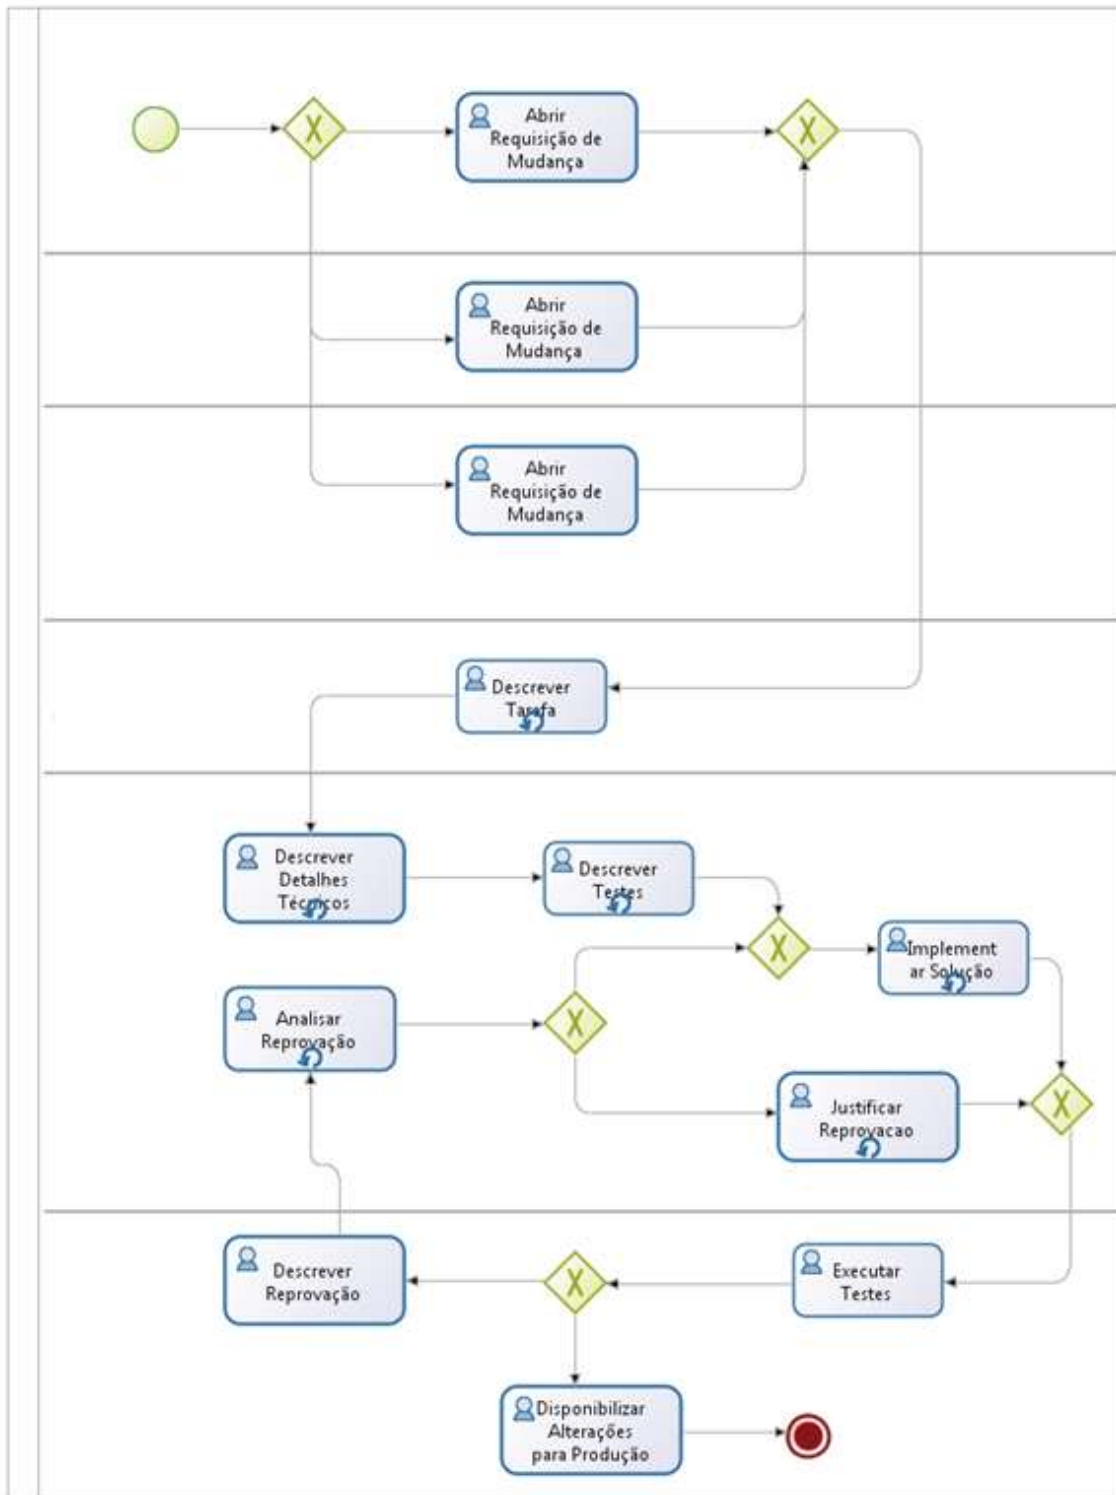 Abrir
Requisição de
Mudança
Abrir
Requisição de
Mudança
Abrir
Requisição de
Mudança
Descrever
Tarefa
Descrever
Detalhes
Técnicos
Descrever
Testes
Implement
ar Solução
Analisar
Reprovação
Justificar
Reprovacao
Descrever
Reprovação
Executar
Testes
Disponibilizar
Alterações
para Produção